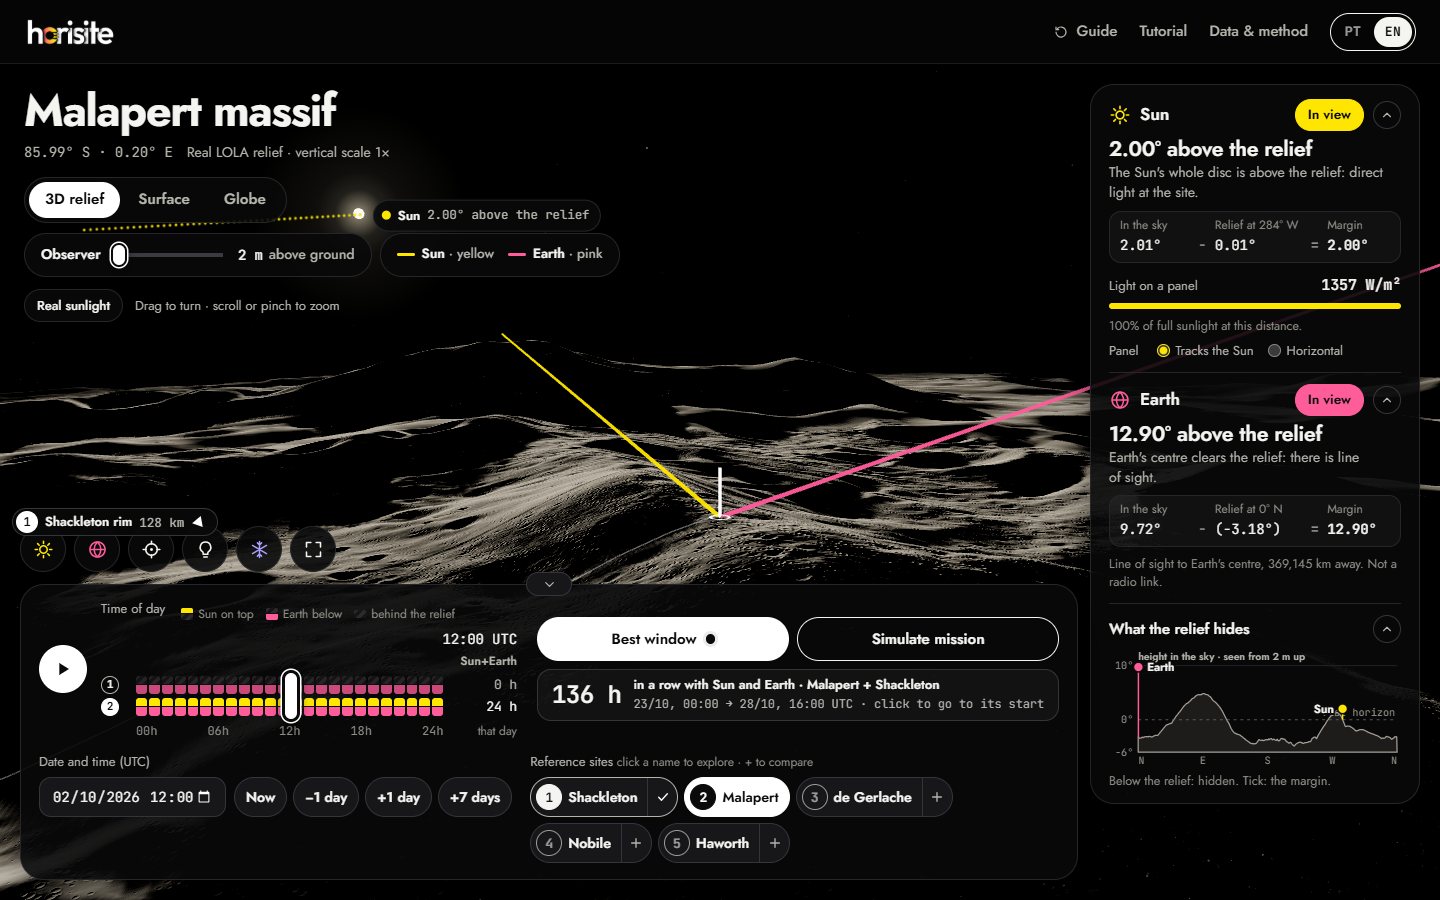 horisite
Guide
Tutorial
Data & method
PT
EN
Malapert massif
85.99° S · 0.20° E Real LOLA relief · vertical scale 1×
3D relief
Surface
Globe
Sun 2.00° above the relief
Observer
2 m above ground
Sun · yellow
Earth · pink
Real sunlight
Drag to turn · scroll or pinch to zoom
1 Shackleton rim 128 km
Time of day
Sun on top
Earth below
behind the relief
12:00 UTC
Sun+Earth
1
0 h
2
24 h
00h
06h
12h
18h
24h
that day
Best window
Simulate mission
136 h
in a row with Sun and Earth · Malapert + Shackleton
23/10, 00:00 → 28/10, 16:00 UTC · click to go to its start
Date and time (UTC)
02/10/2026 12:00
Now
−1 day
+1 day
+7 days
Reference sites click a name to explore · + to compare
1 Shackleton
2 Malapert
3 de Gerlache +
4 Nobile +
5 Haworth +
Sun
In view
2.00° above the relief
The Sun's whole disc is above the relief: direct
light at the site.
In the sky
Relief at 284° W
Margin
2.01° - 0.01° = 2.00°
Light on a panel
1357 W/m²
100% of full sunlight at this distance.
Panel
Tracks the Sun
Horizontal
Earth
In view
12.90° above the relief
Earth's centre clears the relief: there is line
of sight.
In the sky
Relief at 0° N
Margin
9.72° - (-3.18°) = 12.90°
Line of sight to Earth's centre, 369,145 km away. Not a
radio link.
What the relief hides
height in the sky · seen from 2 m up
10°
Earth
Sun
0°
horizon
-6°
N
E
S
W
N
Below the relief: hidden. Tick: the margin.